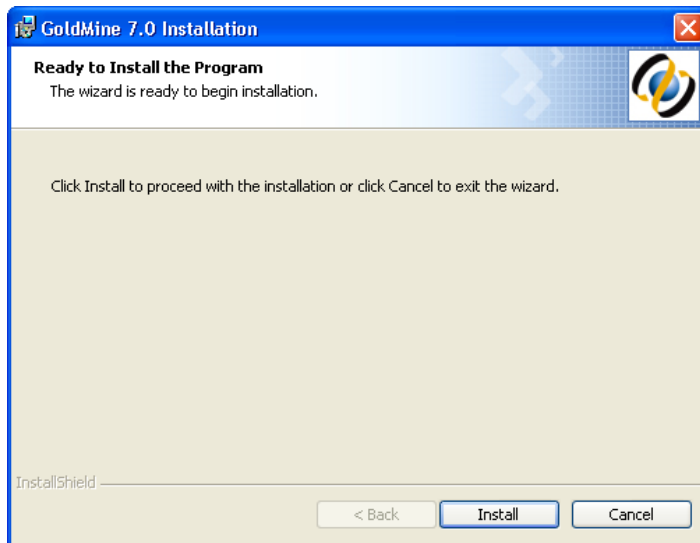 GoldMine 7.0 Installation
Ready to Install the Program
The wizard is ready to begin installation.
Click Install to proceed with the installation or click Cancel to exit the wizard.
InstallShield
< Back Install Cancel